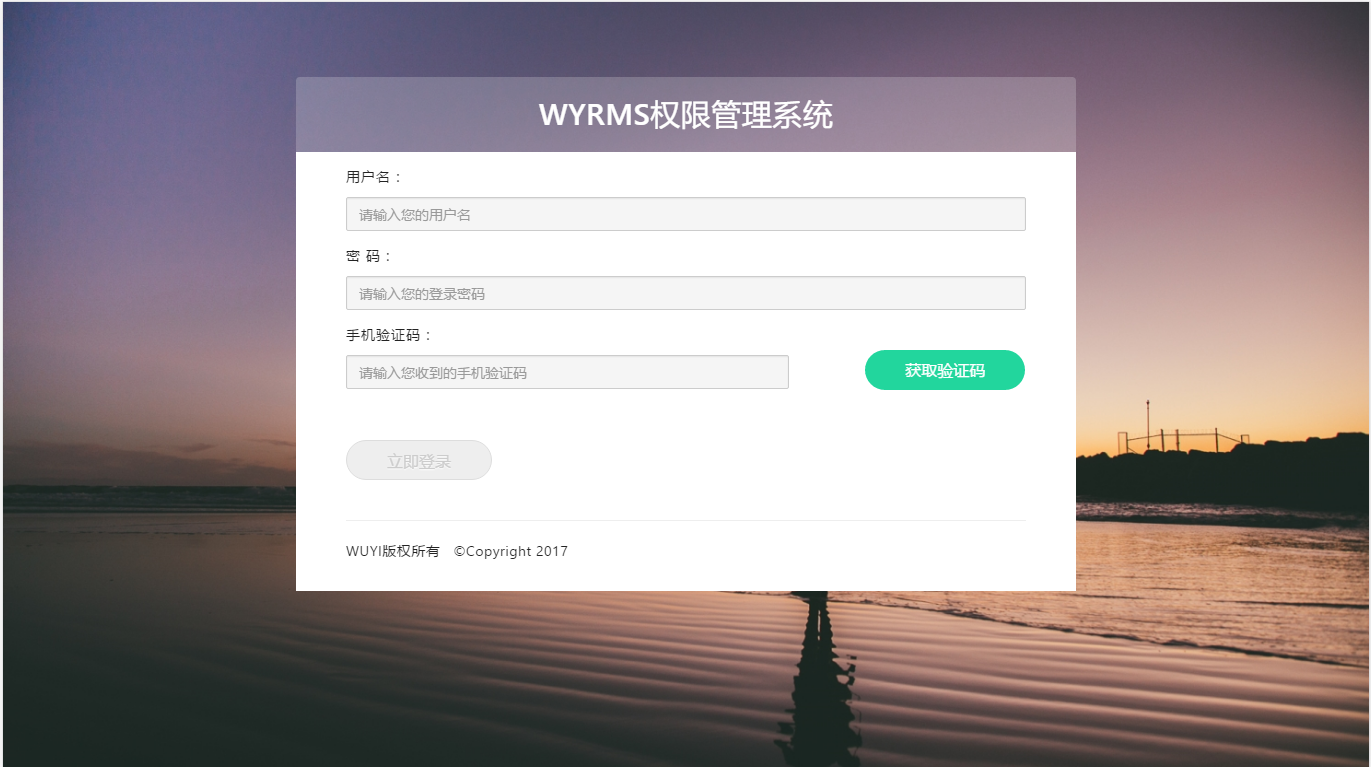 WYRMS权限管理系统
用户名：
请输入您的用户名
密 码：
请输入您的登录密码
手机验证码：
请输入您收到的手机验证码
获取验证码
立即登录
WUYI版权所有 ©Copyright 2017